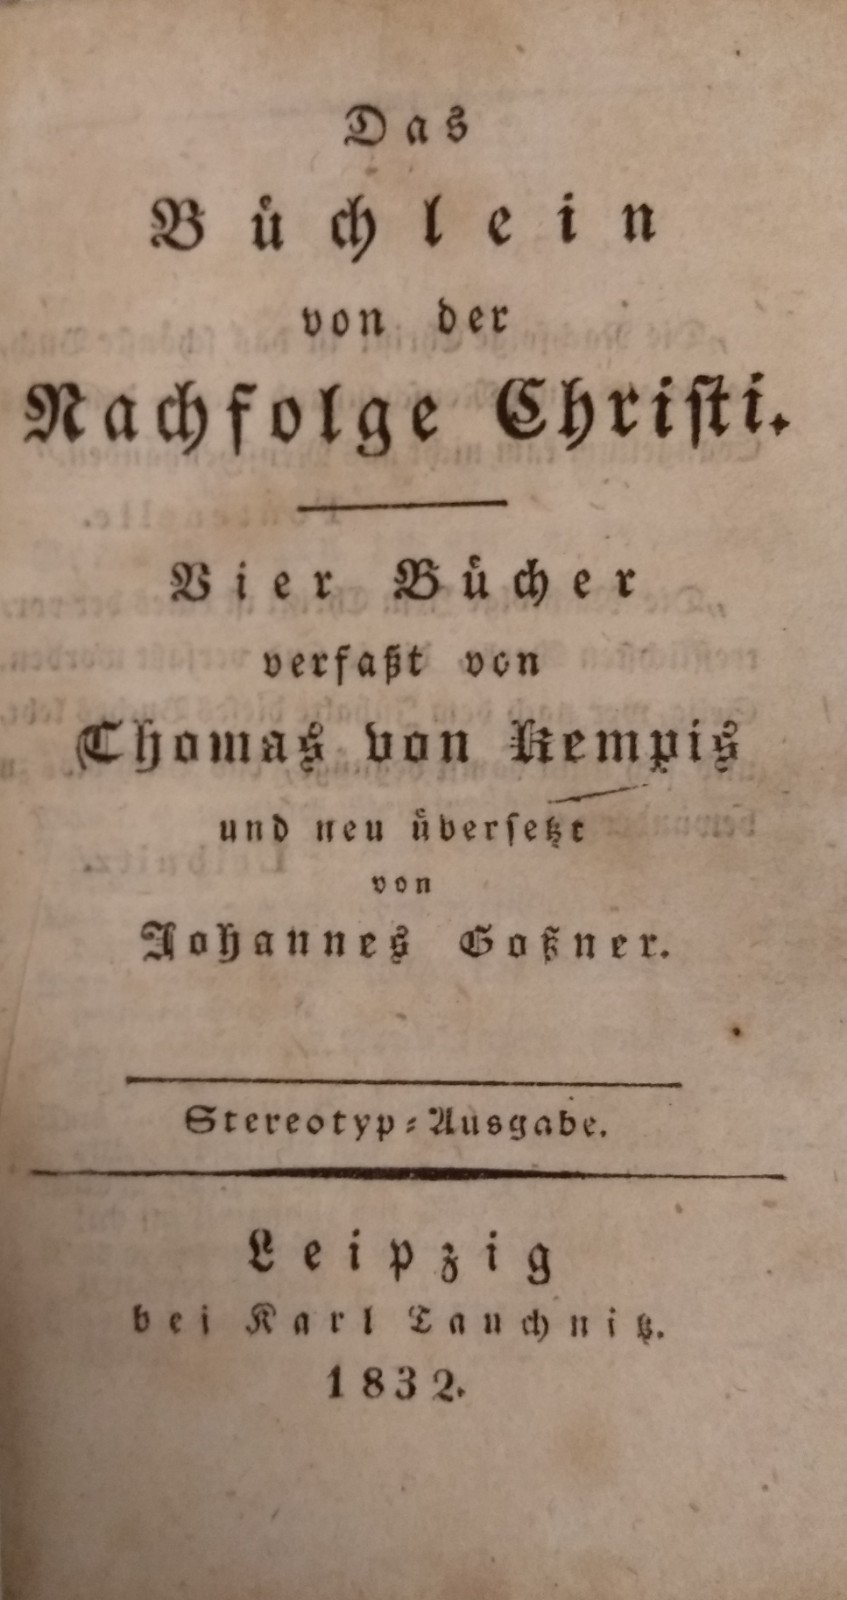 Das
Büchlein
von der
Nachfolge Christi.
Vier Bücher
verfaßt von
Thomas von Kempis
und neu übersetzt
von
Johannes Goßner.
Stereotyp-Ausgabe.
Leipzig
bei Karl Tauchnitz.
1832.